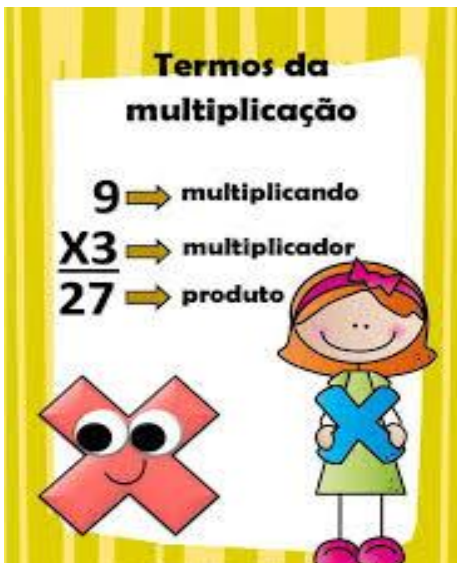 Termos da
multiplicação
9 multiplicando
X3 multiplicador
27 produto